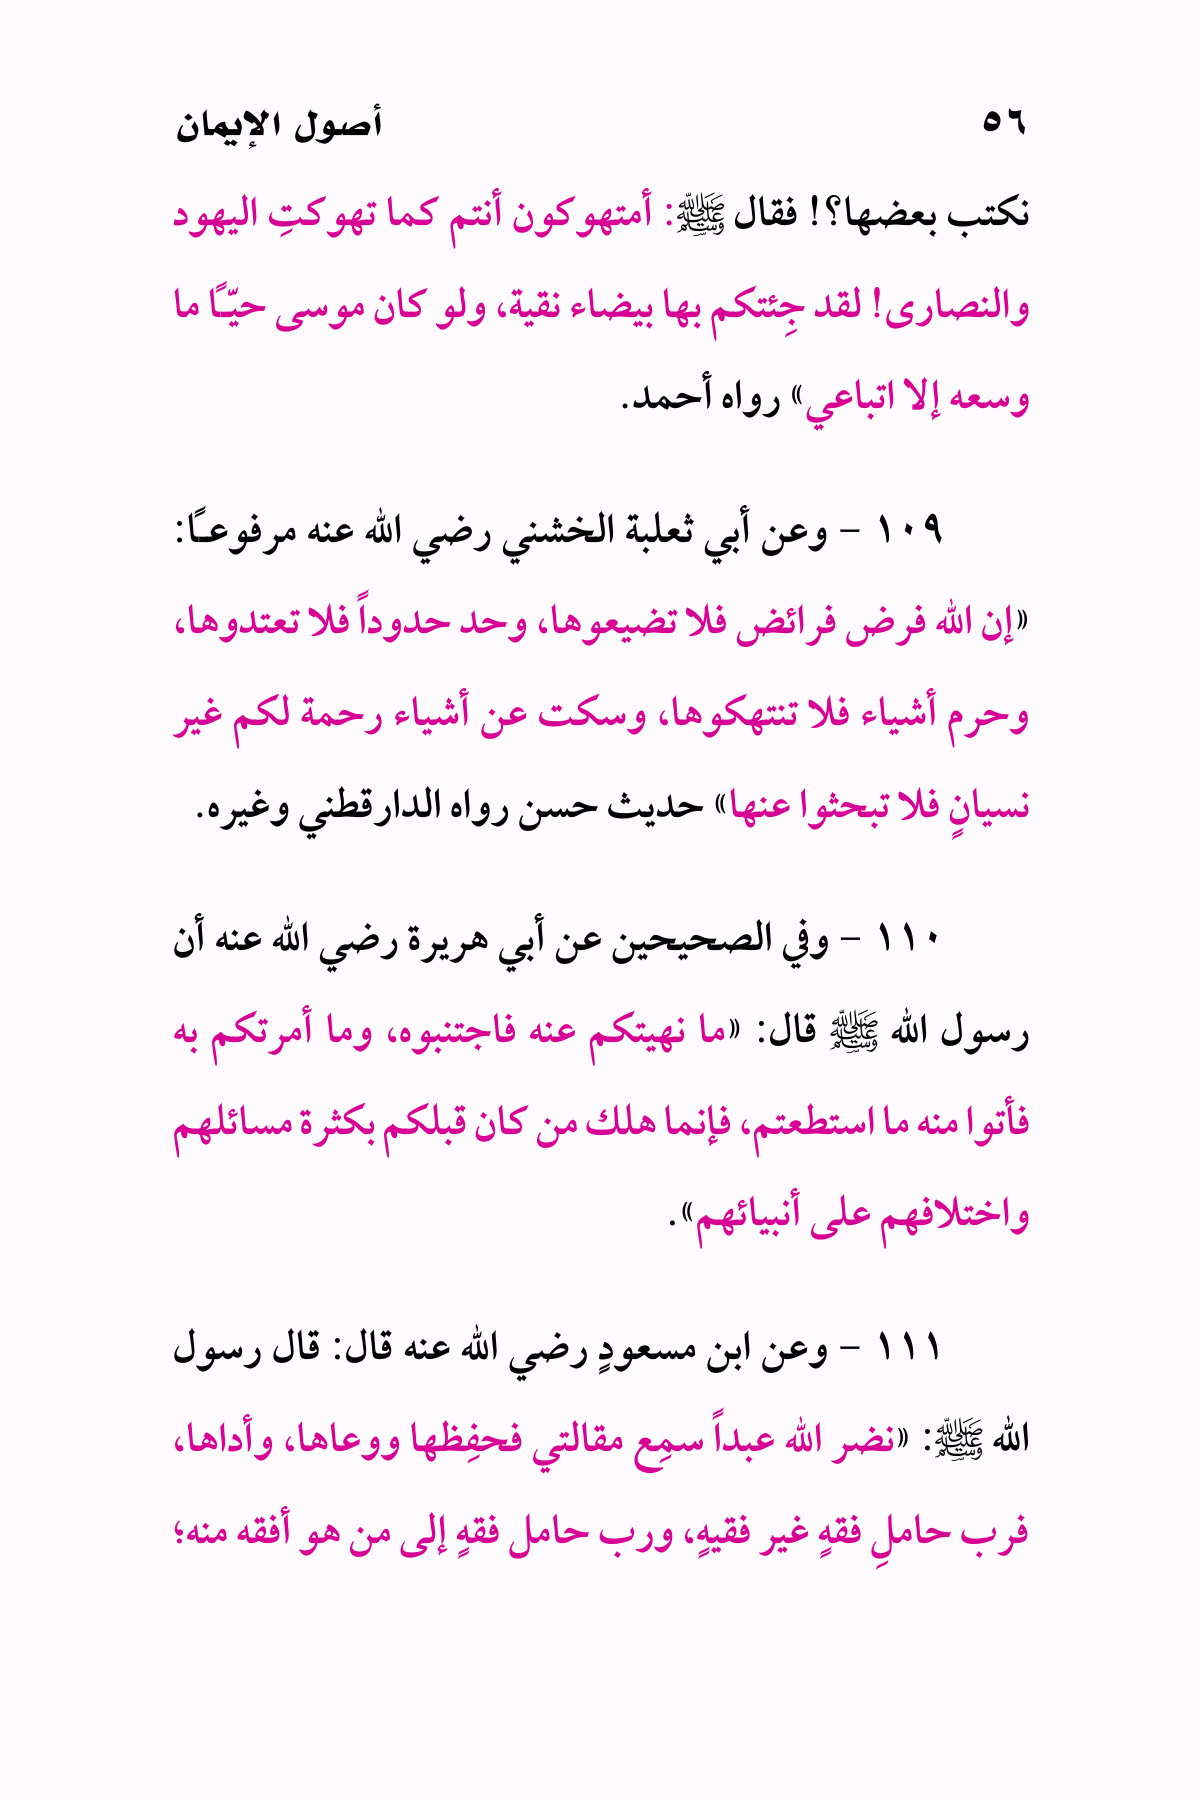 ٥٦ أصول الإيمان
نكتب بعضها؟! فقال ﷺ: أمتهوكون أنتم كما تهوكتِ اليهود
والنصارى! لقد جِئتكم بها بيضاء نقية، ولو كان موسى حيّـًا ما
وسعه إلا اتباعي» رواه أحمد.
١٠٩ – وعن أبي ثعلبة الخشني رضي الله عنه مرفوعـًا:
«إن الله فرض فرائض فلا تضيعوها، وحد حدوداً فلا تعتدوها،
وحرم أشياء فلا تنتهكوها، وسكت عن أشياء رحمة لكم غير
نسيانٍ فلا تبحثوا عنها» حديث حسن رواه الدارقطني وغيره.
١١٠ – وفي الصحيحين عن أبي هريرة رضي الله عنه أن
رسول الله ﷺ قال: «ما نهيتكم عنه فاجتنبوه، وما أمرتكم به
فأتوا منه ما استطعتم، فإنما هلك من كان قبلكم بكثرة مسائلهم
واختلافهم على أنبيائهم».
١١١ – وعن ابن مسعودٍ رضي الله عنه قال: قال رسول
الله ﷺ: «نضر الله عبداً سمِع مقالتي فحفِظها ووعاها، وأداها،
فرب حاملِ فقهٍ غير فقيهٍ، ورب حامل فقهٍ إلى من هو أفقه منه؛